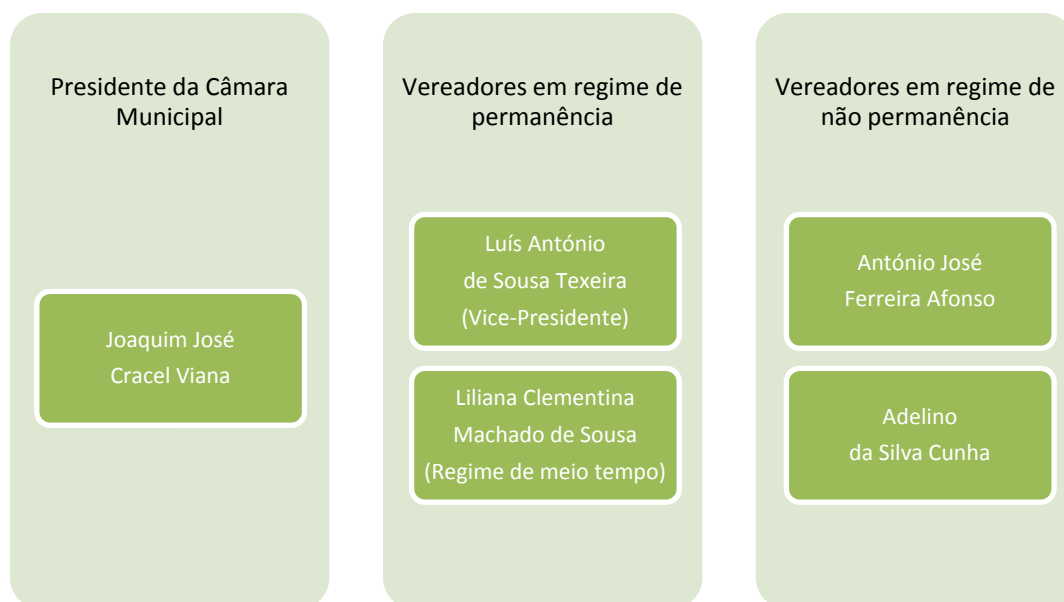 Presidente da Câmara
Municipal
Joaquim José
Cracel Viana
Vereadores em regime de
permanência
Luís António
de Sousa Texeira
(Vice-Presidente)
Liliana Clementina
Machado de Sousa
(Regime de meio tempo)
Vereadores em regime de
não permanência
António José
Ferreira Afonso
Adelino
da Silva Cunha